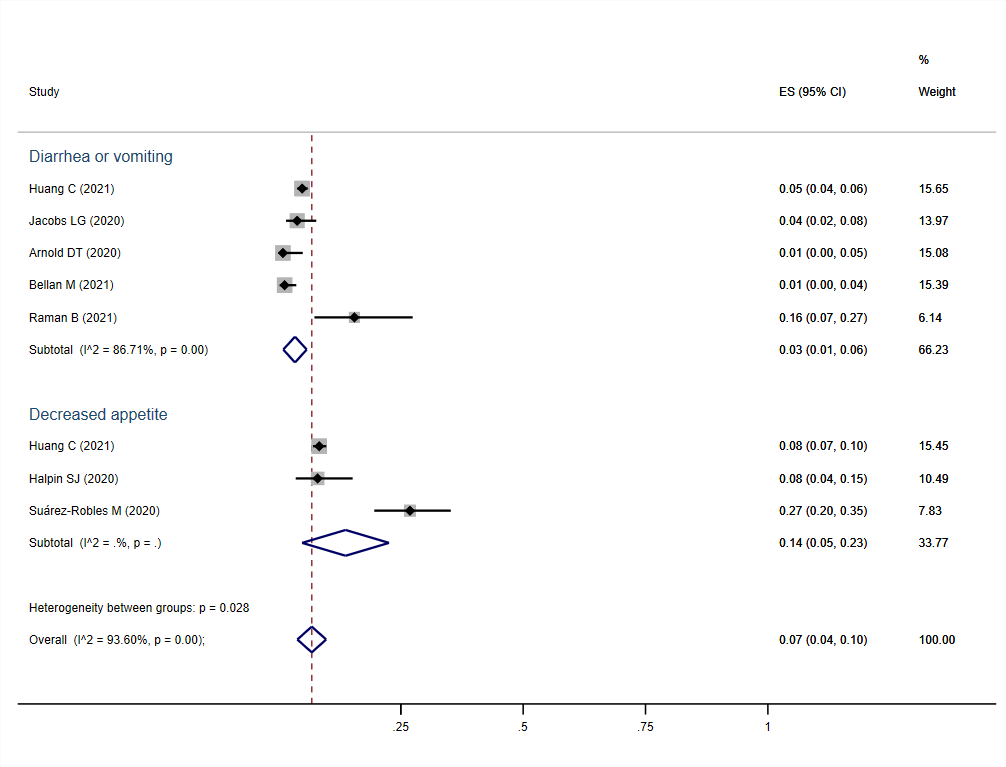 %
Study ES (95% CI) Weight
Diarrhea or vomiting
Huang C (2021) 0.05 (0.04, 0.06) 15.65
Jacobs LG (2020) 0.04 (0.02, 0.08) 13.97
Arnold DT (2020) 0.01 (0.00, 0.05) 15.08
Bellan M (2021) 0.01 (0.00, 0.04) 15.39
Raman B (2021) 0.16 (0.07, 0.27) 6.14
Subtotal (I^2 = 86.71%, p = 0.00) 0.03 (0.01, 0.06) 66.23
Decreased appetite
Huang C (2021) 0.08 (0.07, 0.10) 15.45
Halpin SJ (2020) 0.08 (0.04, 0.15) 10.49
Suárez-Robles M (2020) 0.27 (0.20, 0.35) 7.83
Subtotal (I^2 = .%, p = .) 0.14 (0.05, 0.23) 33.77
Heterogeneity between groups: p = 0.028
Overall (I^2 = 93.60%, p = 0.00); 0.07 (0.04, 0.10) 100.00
.25 .5 .75 1